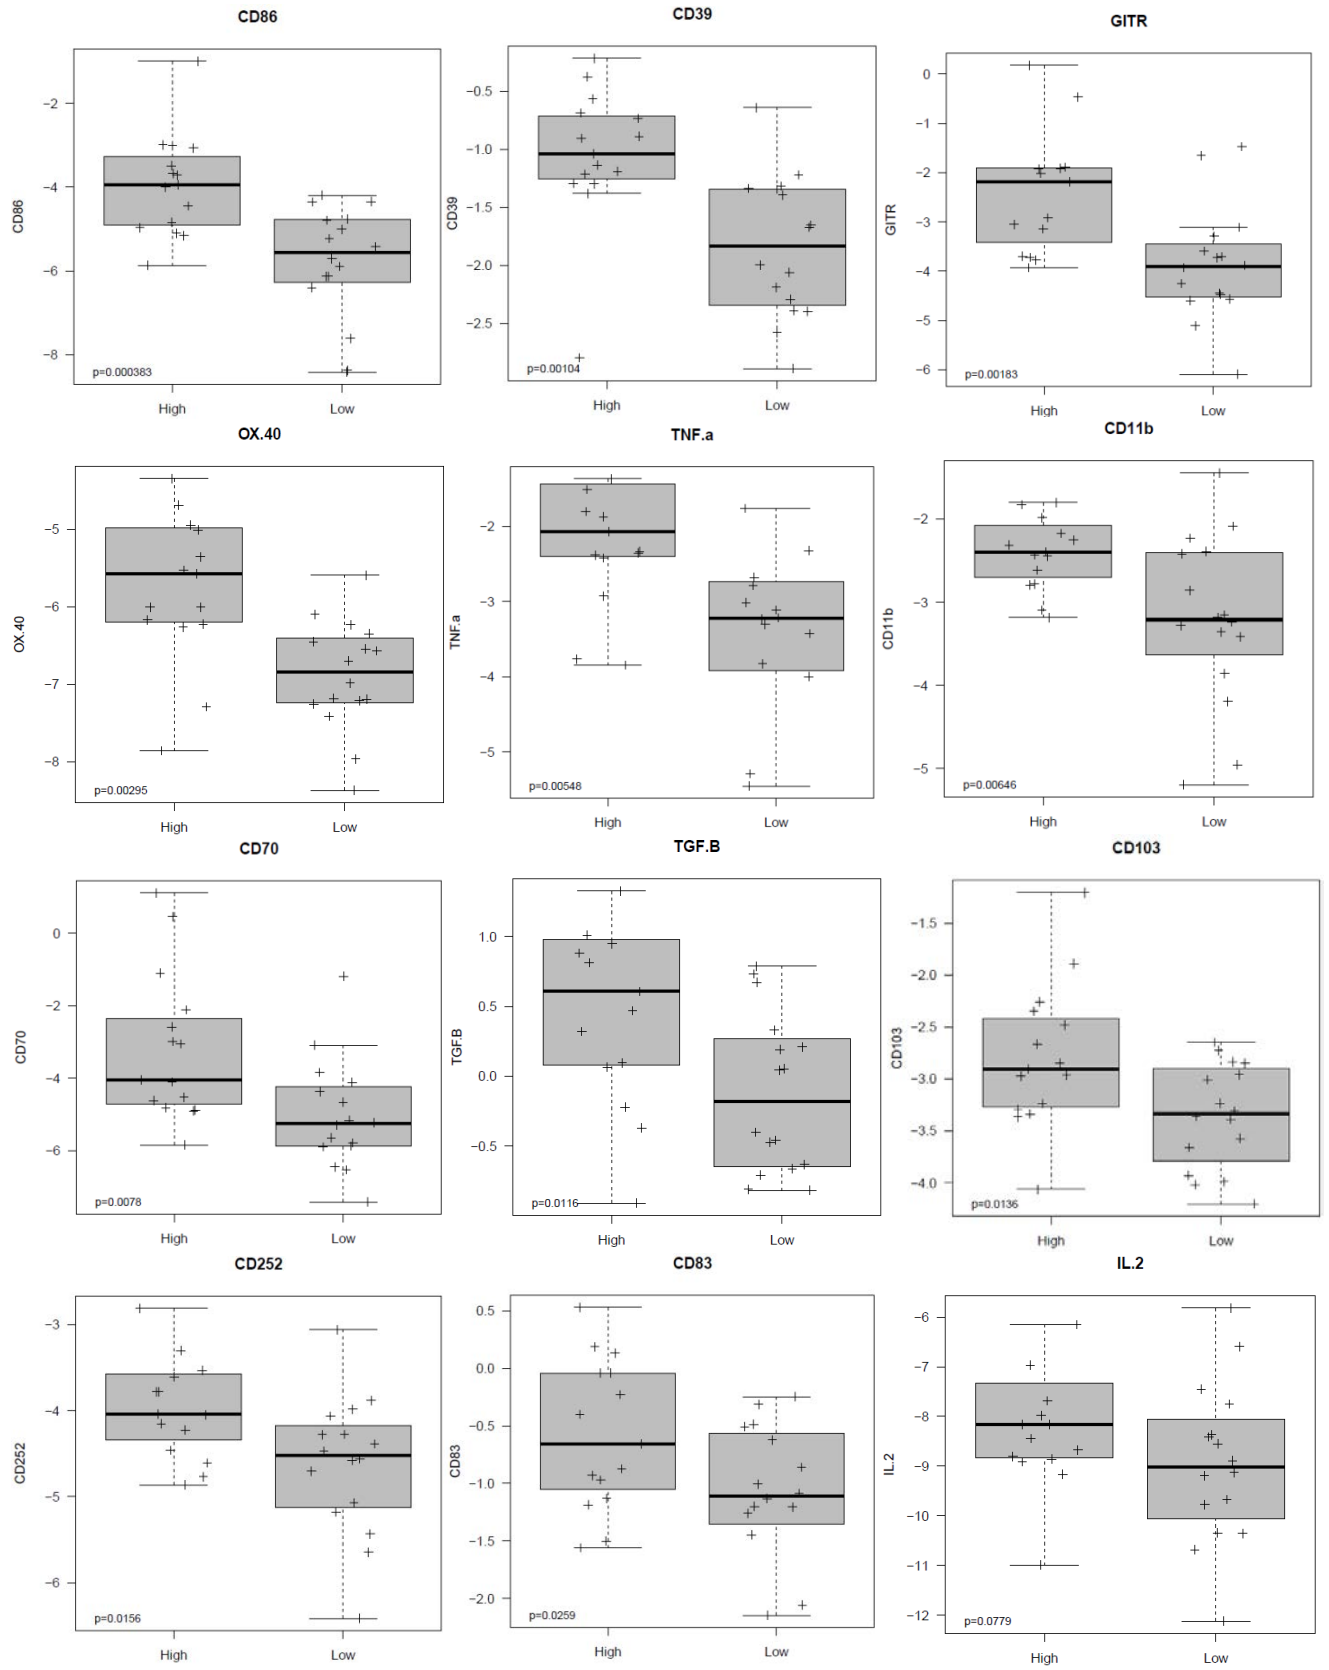 CD86
CD39
GITR
CD86
−2
−4
−6
−8
p=0.000383
High
Low
CD39
−0.5
−1.0
−1.5
−2.0
−2.5
p=0.00104
High
Low
GITR
0
−1
−2
−3
−4
−5
−6
p=0.00183
High
Low
OX.40
TNF.a
CD11b
OX.40
−5
−6
−7
−8
p=0.00295
High
Low
TNF.a
−2
−3
−4
−5
p=0.00548
High
Low
CD11b
−2
−3
−4
−5
p=0.00646
High
Low
CD70
TGF.B
CD103
CD70
0
−2
−4
−6
p=0.0078
High
Low
TGF.B
1.0
0.5
0.0
−0.5
p=0.0116
High
Low
CD103
−1.5
−2.0
−2.5
−3.0
−3.5
−4.0
p=0.0136
High
Low
CD252
CD83
IL.2
CD252
−3
−4
−5
−6
p=0.0156
High
Low
CD83
0.5
0.0
−0.5
−1.0
−1.5
−2.0
p=0.0259
High
Low
IL.2
−6
−7
−8
−9
−10
−11
−12
p=0.0779
High
Low